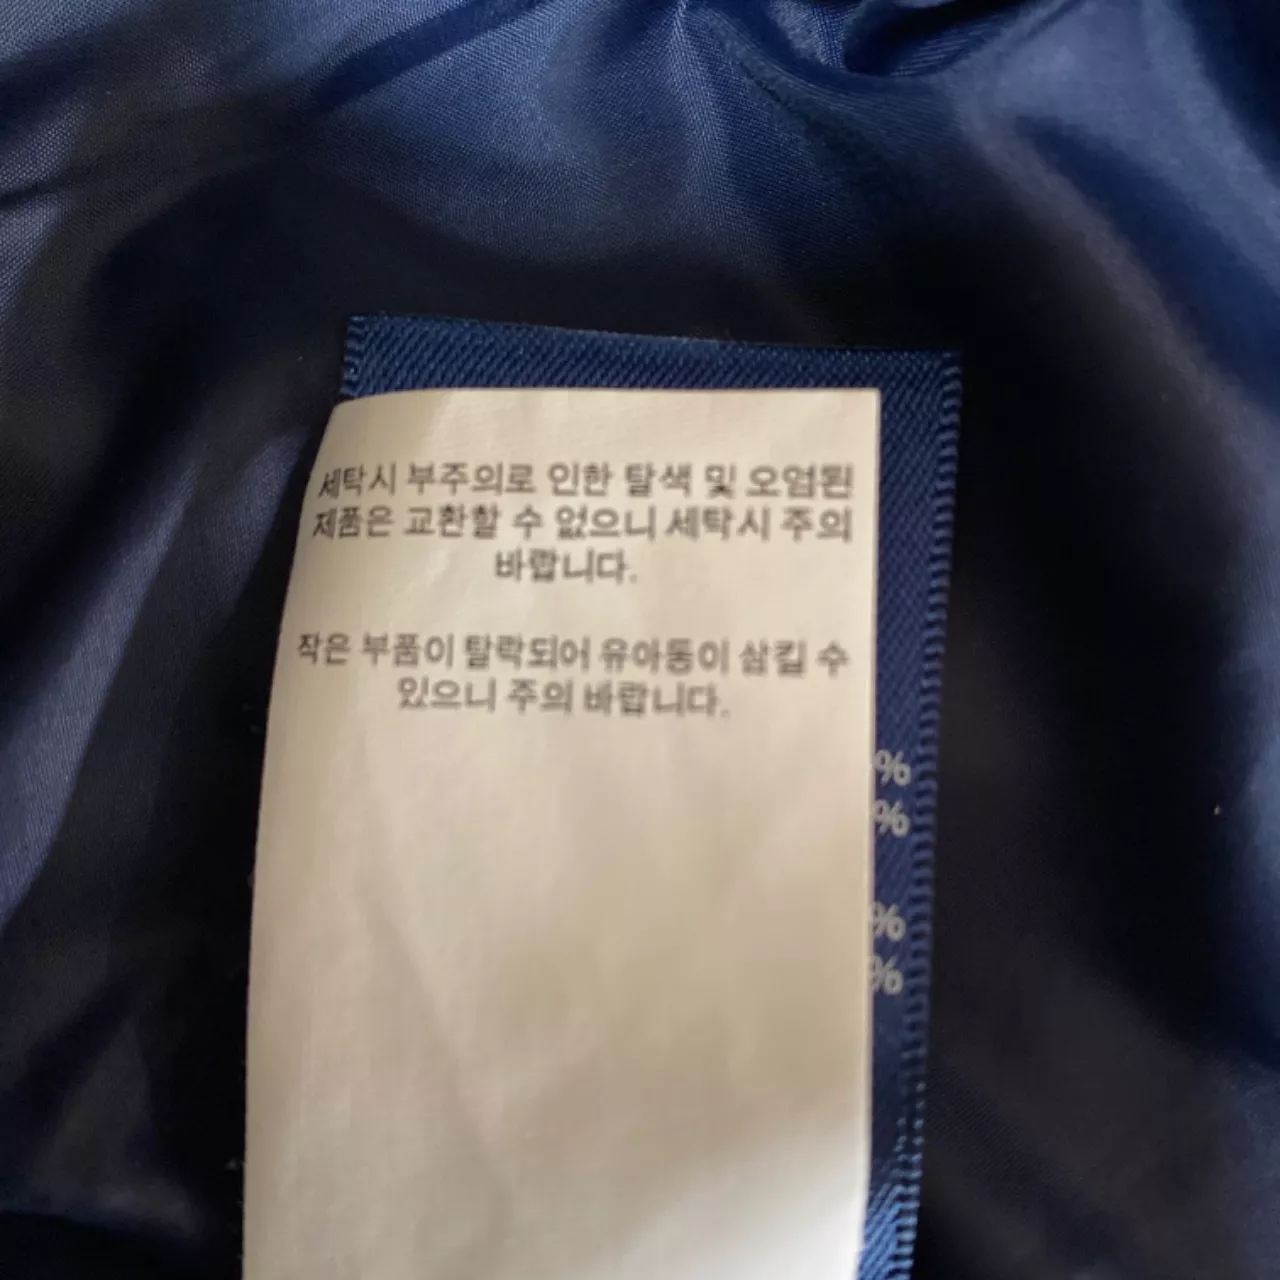 세탁시 부주의로 인한 탈색 및 오염된
제품은 교환할 수 없으니 세탁시 주의
바랍니다.
작은 부품이 탈락되어 유아동이 삼킬 수
있으니 주의 바랍니다.
%
%
%
%